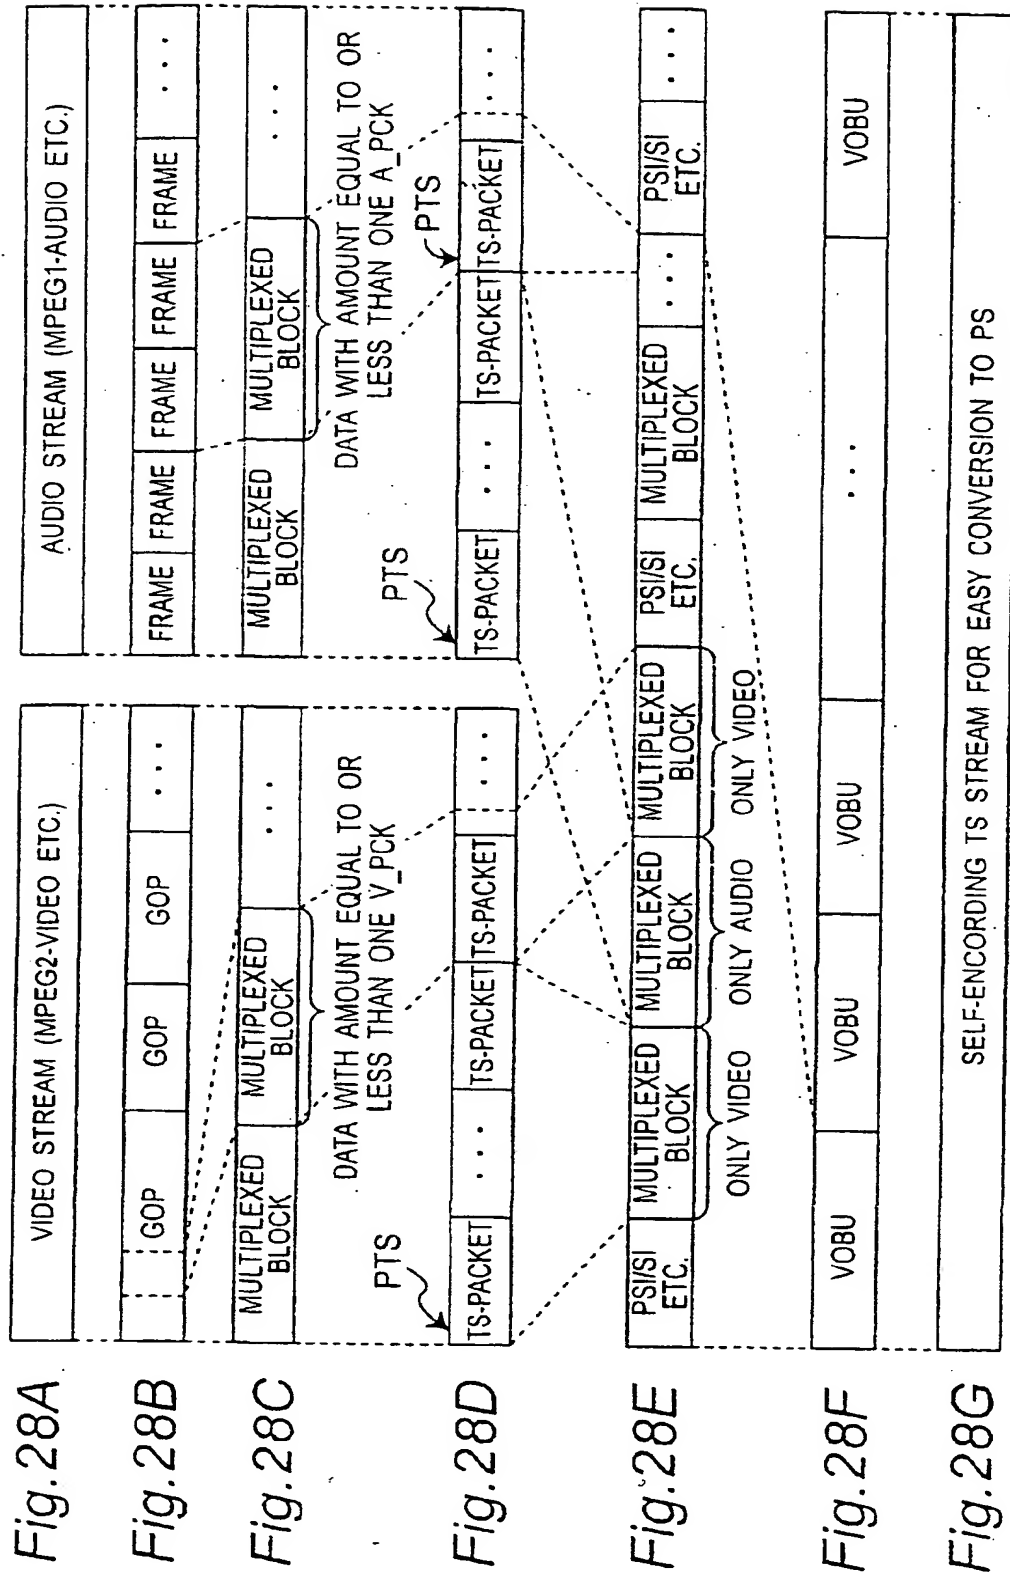 Fig.28A
VIDEO STREAM (MPEG2-VIDEO ETC.)
AUDIO STREAM (MPEG1-AUDIO ETC.)
Fig.28B
GOP
GOP
GOP
...
FRAME
FRAME
FRAME
FRAME
FRAME
...
Fig.28C
MULTIPLEXED
BLOCK
MULTIPLEXED
BLOCK
...
MULTIPLEXED
BLOCK
MULTIPLEXED
BLOCK
...
DATA WITH AMOUNT EQUAL TO OR
LESS THAN ONE V_PCK
DATA WITH AMOUNT EQUAL TO OR
LESS THAN ONE A_PCK
PTS
PTS
PTS
Fig.28D
TS-PACKET
...
TS-PACKET
TS-PACKET
...
TS-PACKET
...
TS-PACKET
TS-PACKET
...
Fig.28E
PSI/SI
ETC.
MULTIPLEXED
BLOCK
MULTIPLEXED
BLOCK
MULTIPLEXED
BLOCK
PSI/SI
ETC.
MULTIPLEXED
BLOCK
...
PSI/SI
ETC.
...
ONLY VIDEO
ONLY AUDIO
ONLY VIDEO
Fig.28F
VOBU
VOBU
VOBU
...
VOBU
Fig.28G
SELF-ENCORDING TS STREAM FOR EASY CONVERSION TO PS